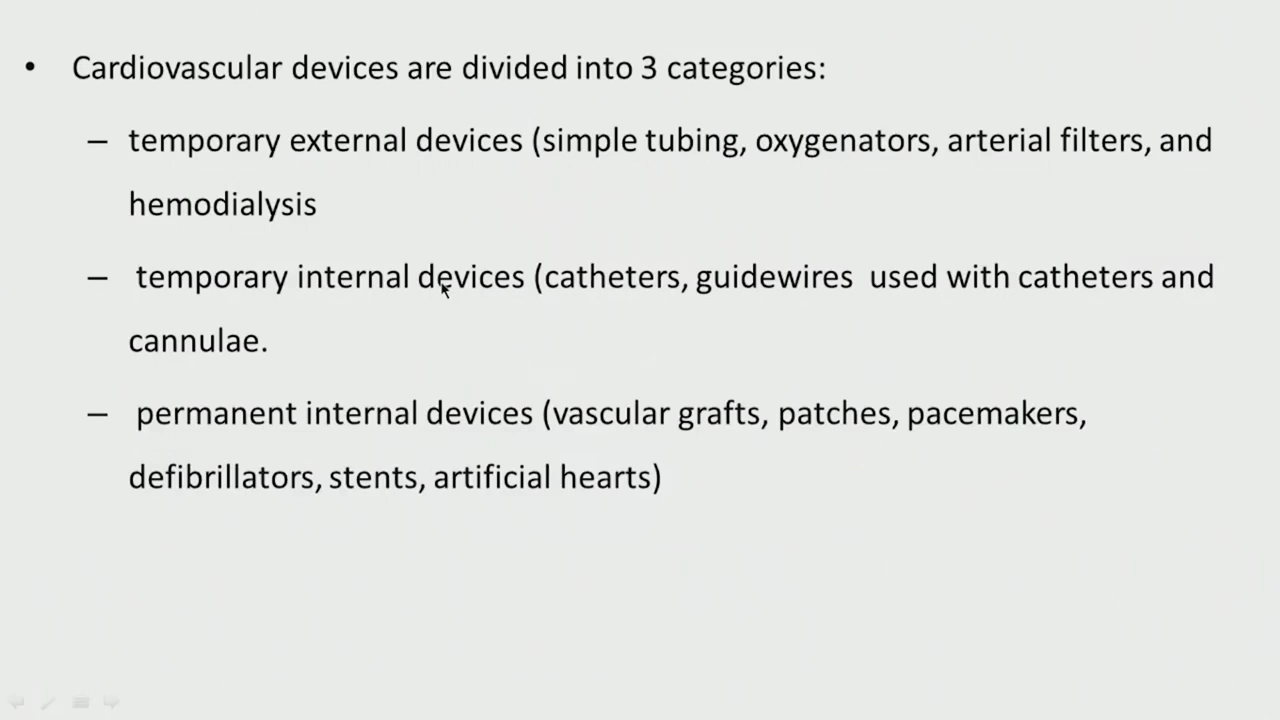 • Cardiovascular devices are divided into 3 categories:
– temporary external devices (simple tubing, oxygenators, arterial filters, and
hemodialysis
– temporary internal devices (catheters, guidewires  used with catheters and
cannulae.
– permanent internal devices (vascular grafts, patches, pacemakers,
defibrillators, stents, artificial hearts)